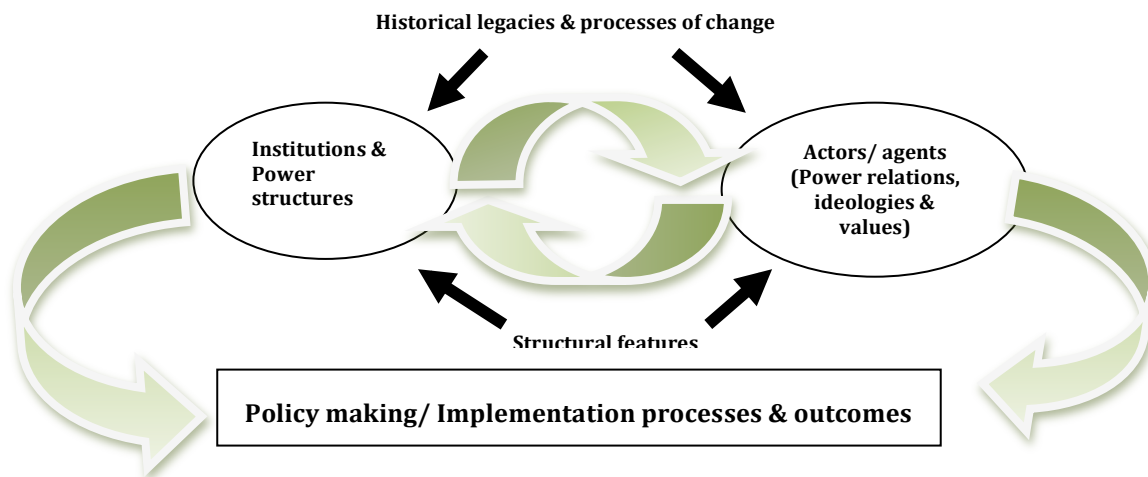 Historical legacies & processes of change
Institutions &
Power
structures
Actors/ agents
(Power relations,
ideologies &
values)
Structural features
Policy making/ Implementation processes & outcomes